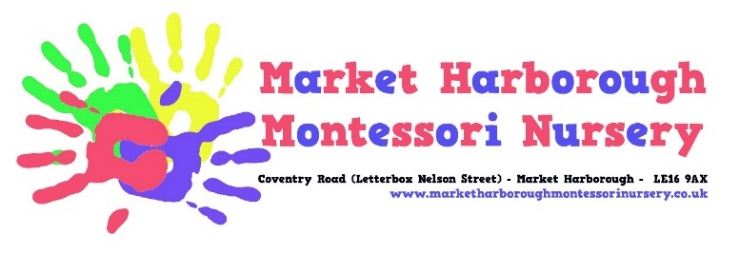 Market Harborough
Montessori Nursery
Coventry Road (Letterbox Nelson Street) - Market Harborough - LE16 9AX
www.marketharboroughmontessorinursery.co.uk